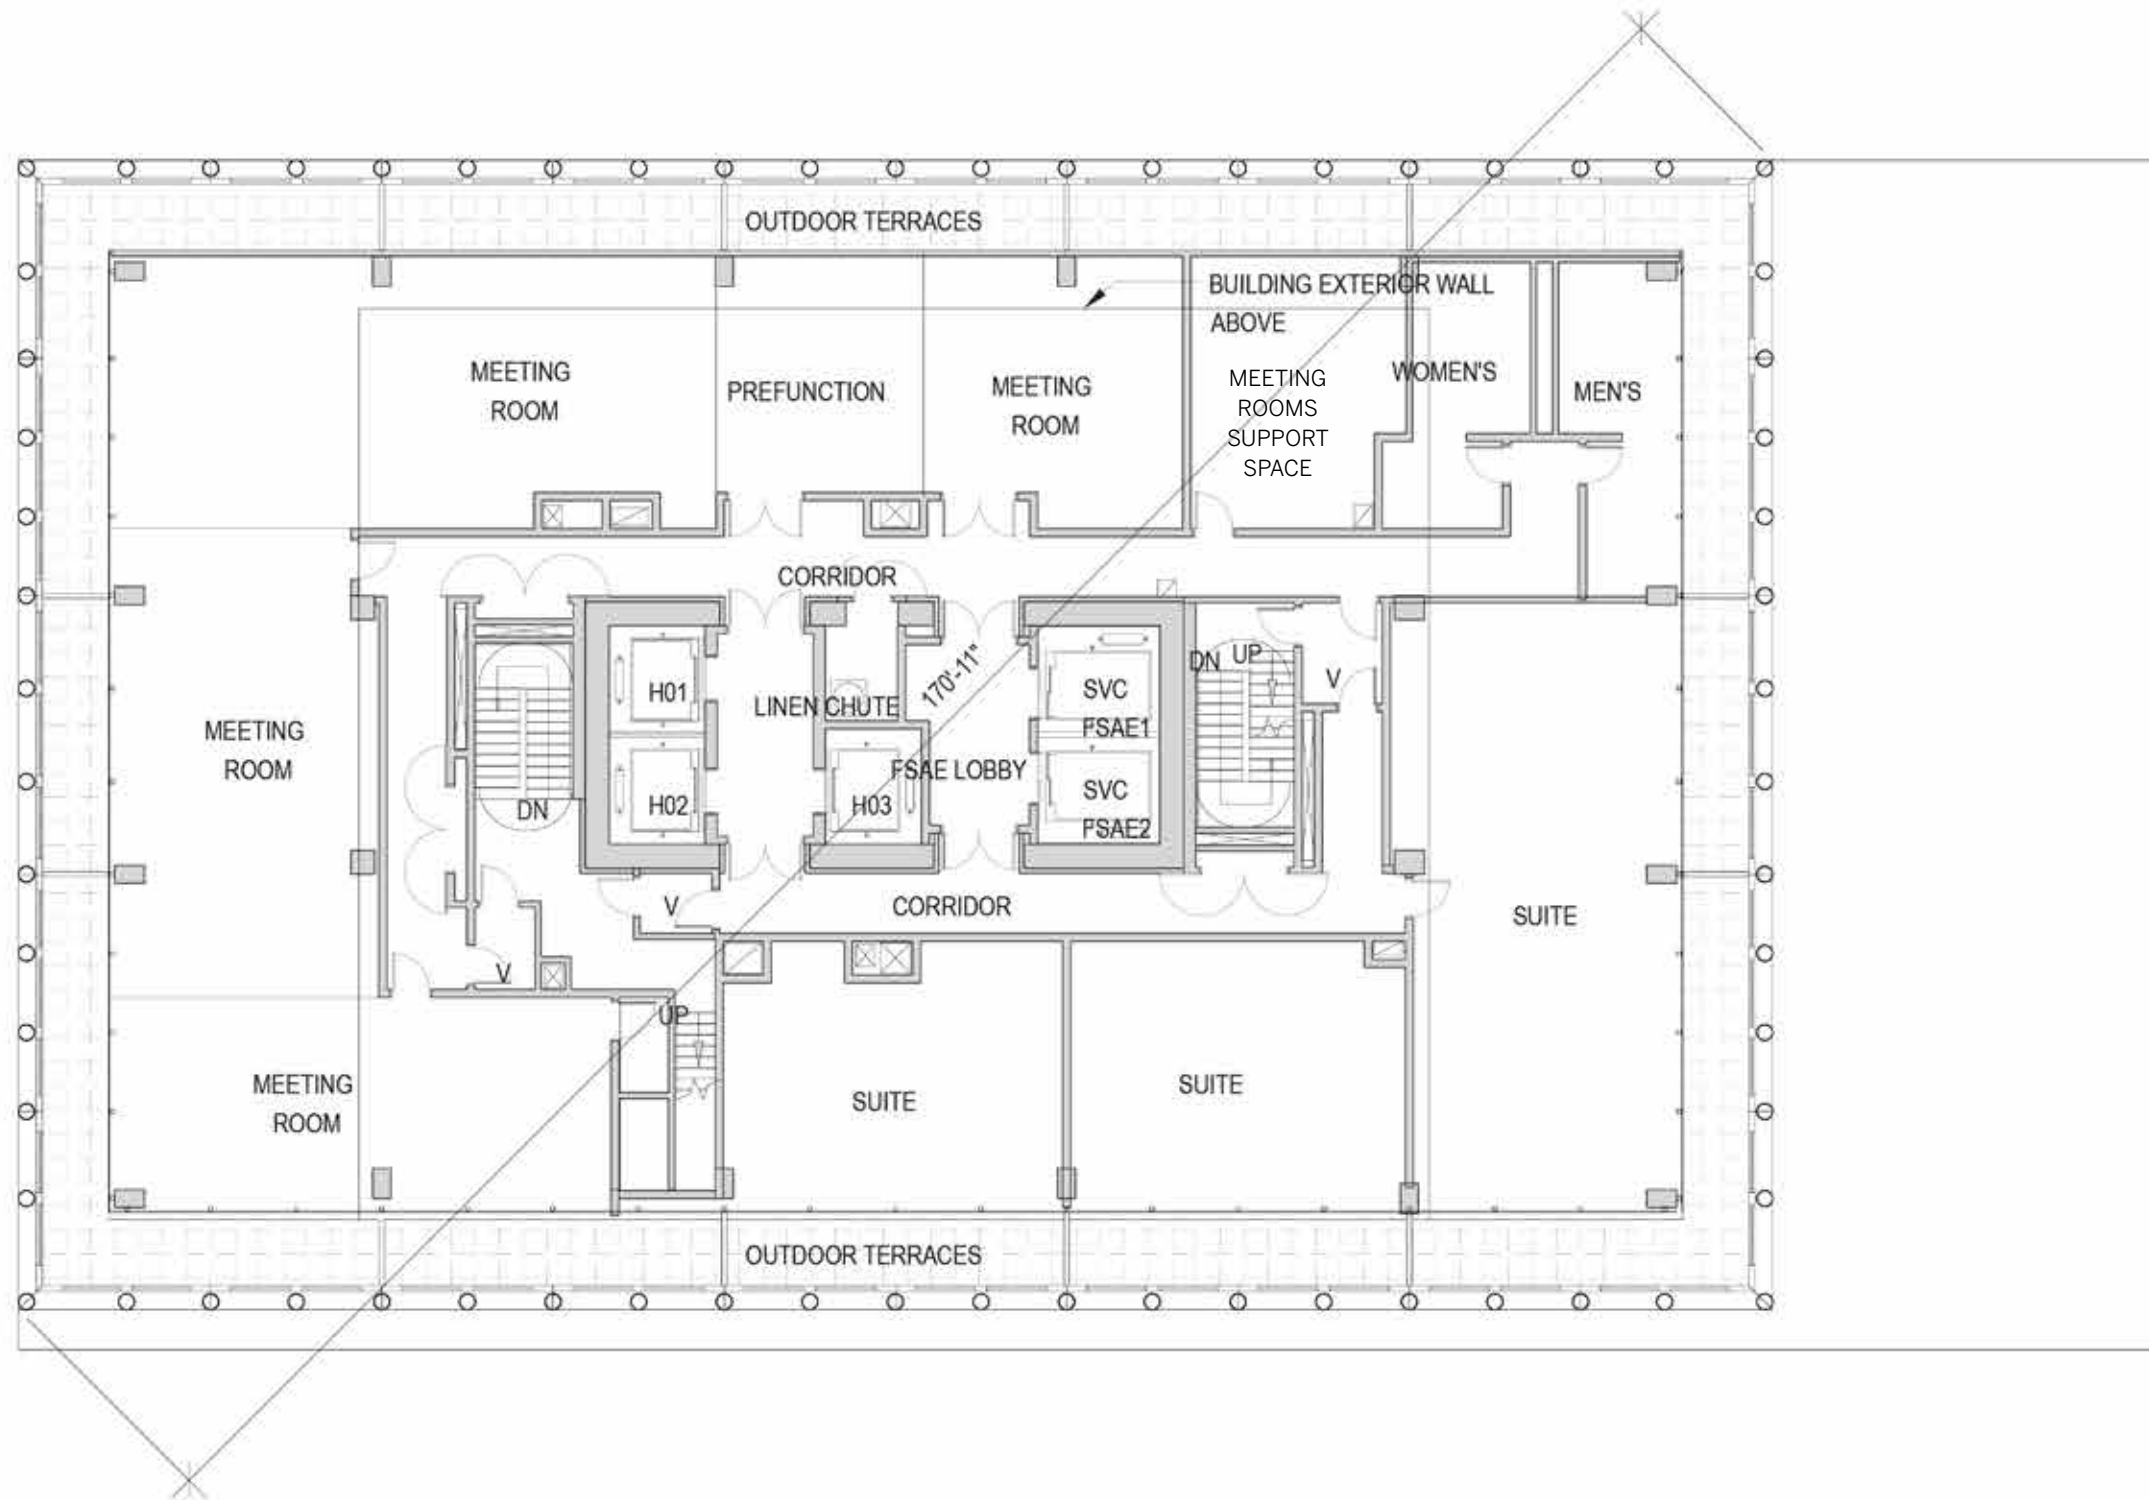 OUTDOOR TERRACES
BUILDING EXTERIOR WALL
ABOVE
MEETING
ROOM
PREFUNCTION
MEETING
ROOM
MEETING
ROOMS
SUPPORT
SPACE
WOMEN'S
MEN'S
CORRIDOR
MEETING
ROOM
DN
H01
H02
LINEN CHUTE
H03
170'-11"
FSAE LOBBY
SVC
FSAE1
SVC
FSAE2
DN
UP
V
V
CORRIDOR
SUITE
V
UP
MEETING
ROOM
SUITE
SUITE
OUTDOOR TERRACES